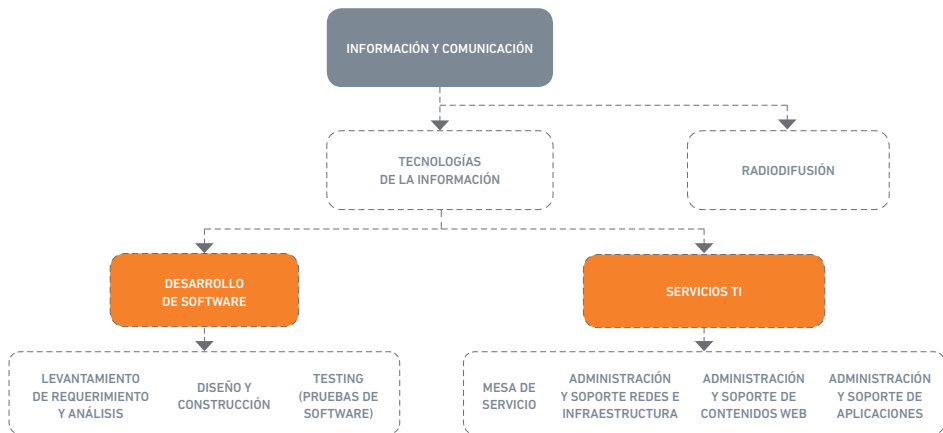 INFORMACIÓN Y COMUNICACIÓN
TECNOLOGÍAS
DE LA INFORMACIÓN
RADIODIFUSIÓN
DESARROLLO
DE SOFTWARE
SERVICIOS TI
LEVANTAMIENTO
DE REQUERIMIENTO
Y ANÁLISIS
DISEÑO Y
CONSTRUCCIÓN
TESTING
(PRUEBAS DE
SOFTWARE)
MESA DE
SERVICIO
ADMINISTRACIÓN
Y SOPORTE REDES E
INFRAESTRUCTURA
ADMINISTRACIÓN
Y SOPORTE DE
CONTENIDOS WEB
ADMINISTRACIÓN
Y SOPORTE DE
APLICACIONES